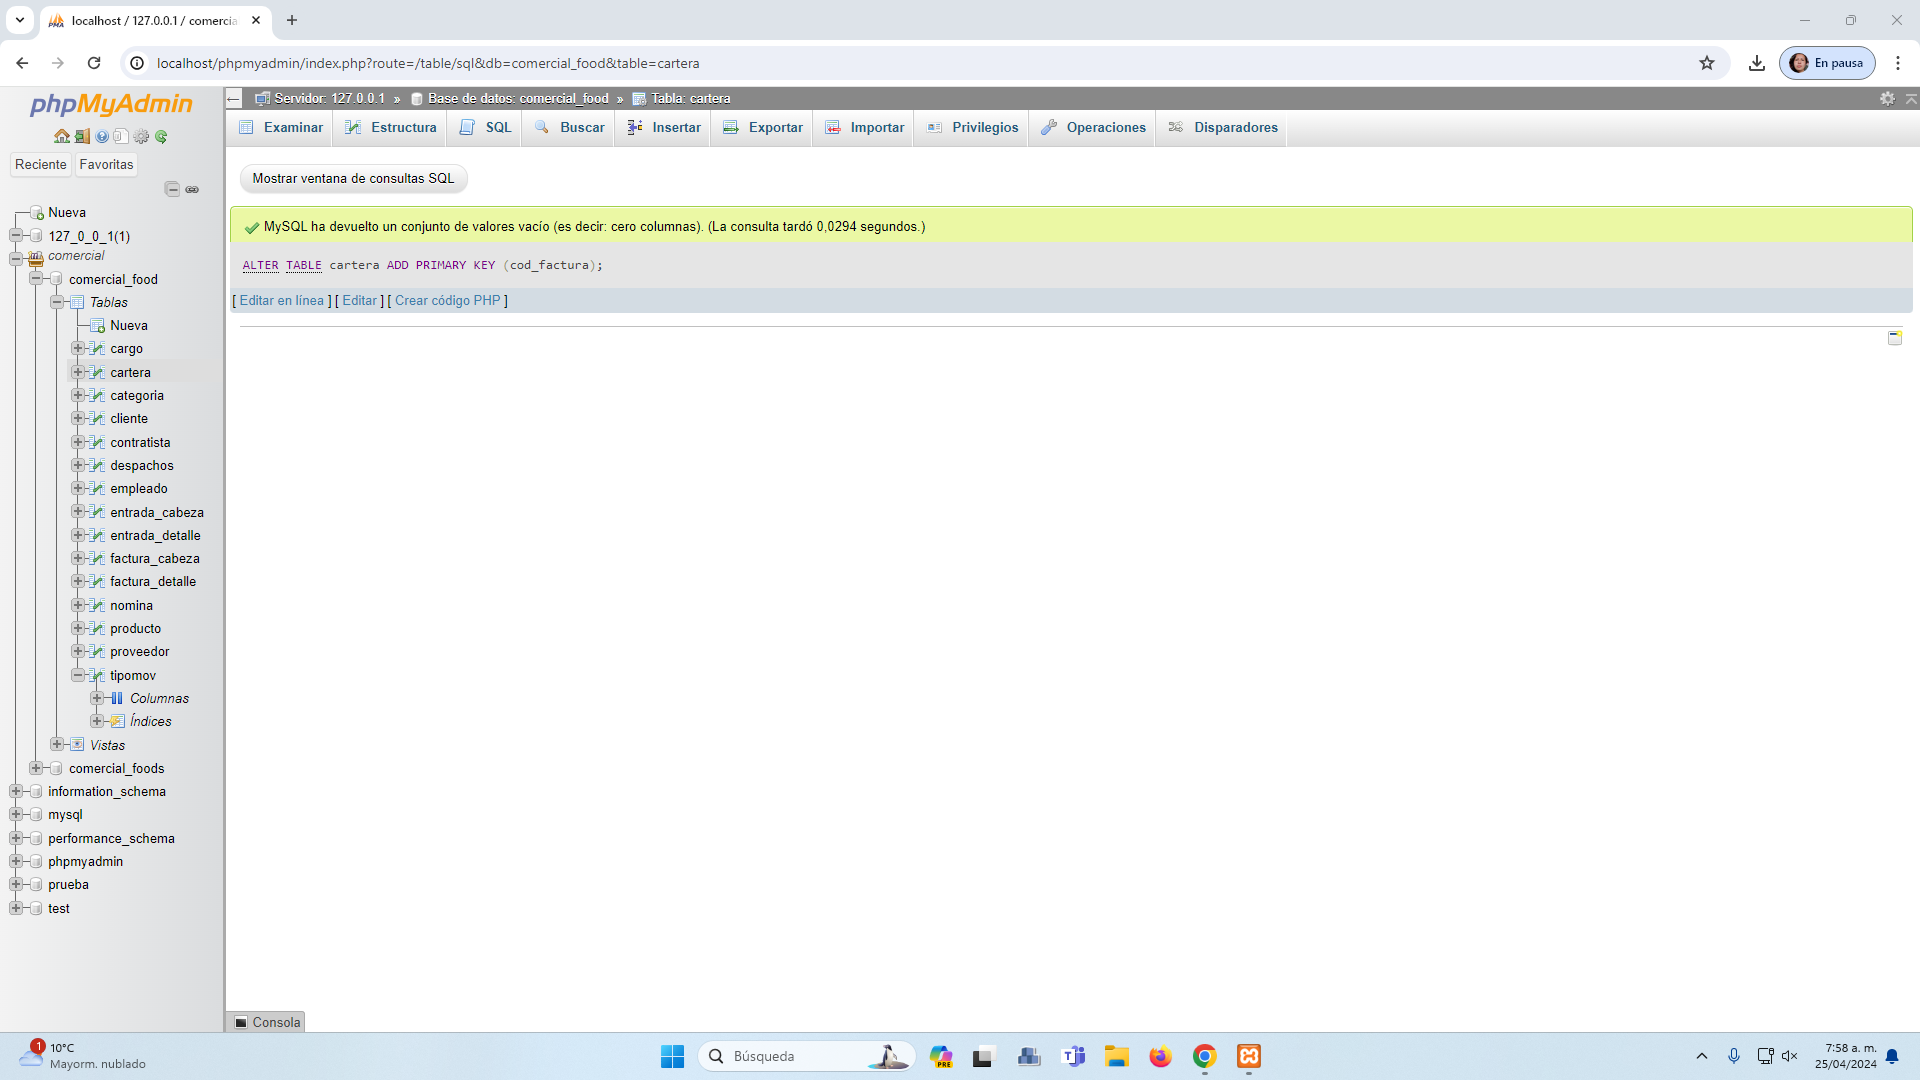 localhost / 127.0.0.1 / comercia
localhost/phpmyadmin/index.php?route=/table/sql&db=comercial_food&table=cartera
En pausa
phpMyAdmin
Reciente
Favoritas
Nueva
127_0_0_1(1)
comercial
comercial_food
Tablas
Nueva
cargo
cartera
categoria
cliente
contratista
despachos
empleado
entrada_cabeza
entrada_detalle
factura_cabeza
factura_detalle
nomina
producto
proveedor
tipomov
Columnas
Índices
Vistas
comercial_foods
information_schema
mysql
performance_schema
phpmyadmin
prueba
test
Servidor: 127.0.0.1 » Base de datos: comercial_food » Tabla: cartera
Examinar
Estructura
SQL
Buscar
Insertar
Exportar
Importar
Privilegios
Operaciones
Disparadores
Mostrar ventana de consultas SQL
MySQL ha devuelto un conjunto de valores vacío (es decir: cero columnas). (La consulta tardó 0,0294 segundos.)
ALTER TABLE cartera ADD PRIMARY KEY (cod_factura);
[ Editar en línea ] [ Editar ] [ Crear código PHP ]
Consola
1
10°C
Mayorm. nublado
Búsqueda
PRE
7:58 a. m.
25/04/2024